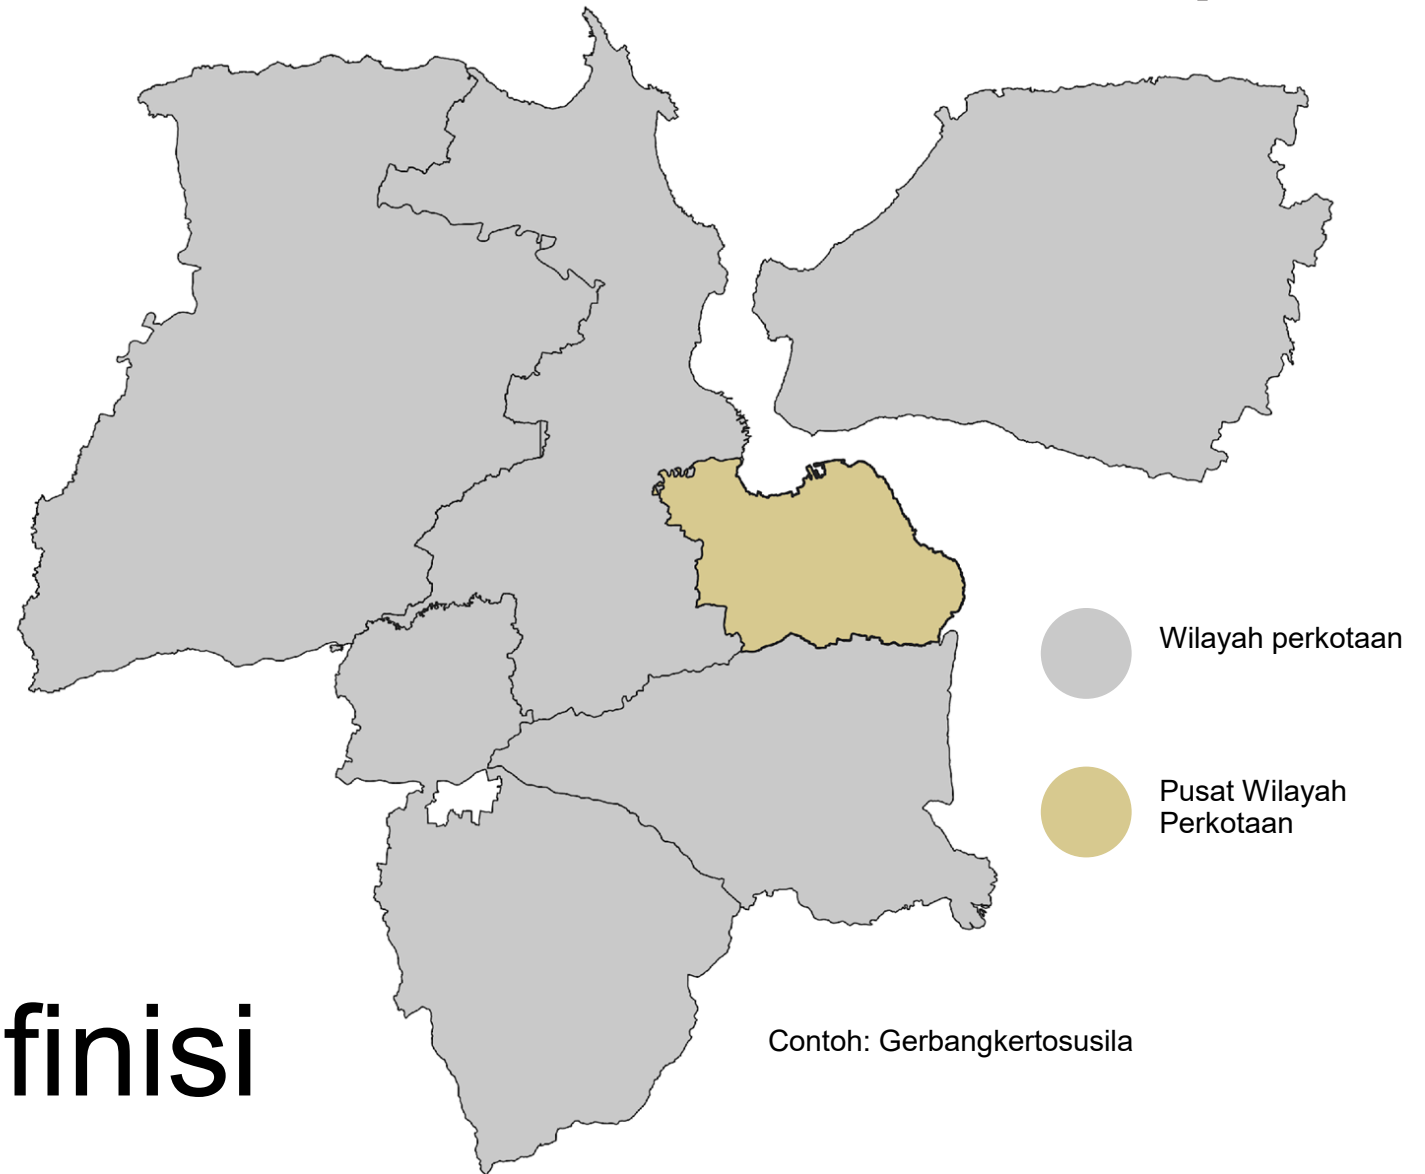 Wilayah perkotaan
Pusat Wilayah
Perkotaan
Contoh: Gerbangkertosusila
finisi